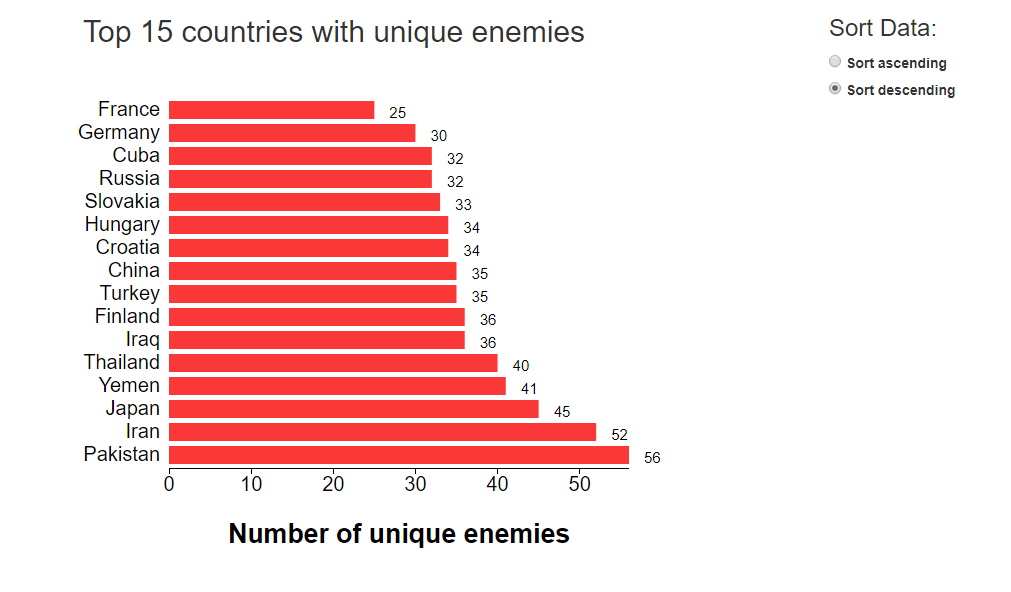 Top 15 countries with unique enemies
Sort Data:
Sort ascending
Sort descending
France 25
Germany 30
Cuba 32
Russia 32
Slovakia 33
Hungary 34
Croatia 34
China 35
Turkey 35
Finland 36
Iraq 36
Thailand 40
Yemen 41
Japan 45
Iran 52
Pakistan 56
0 10 20 30 40 50
Number of unique enemies